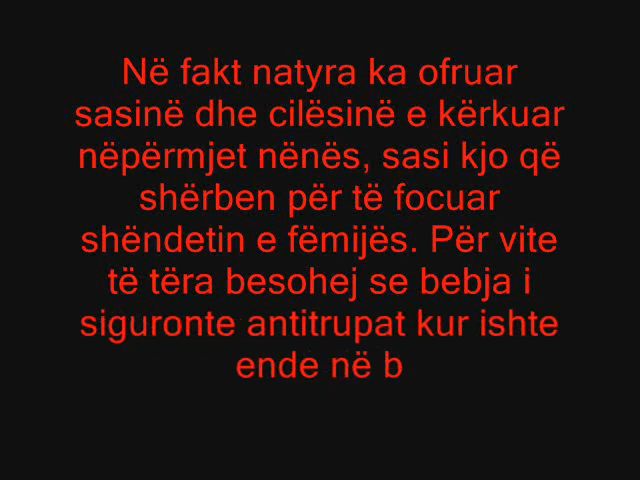 Në fakt natyra ka ofruar
sasinë dhe cilësinë e kërkuar
nëpërmjet nënës, sasi kjo që
shërben për të focuar
shëndetin e fëmijës. Për vite
të tëra besohej se bebja i
siguronte antitrupat kur ishte
ende në b